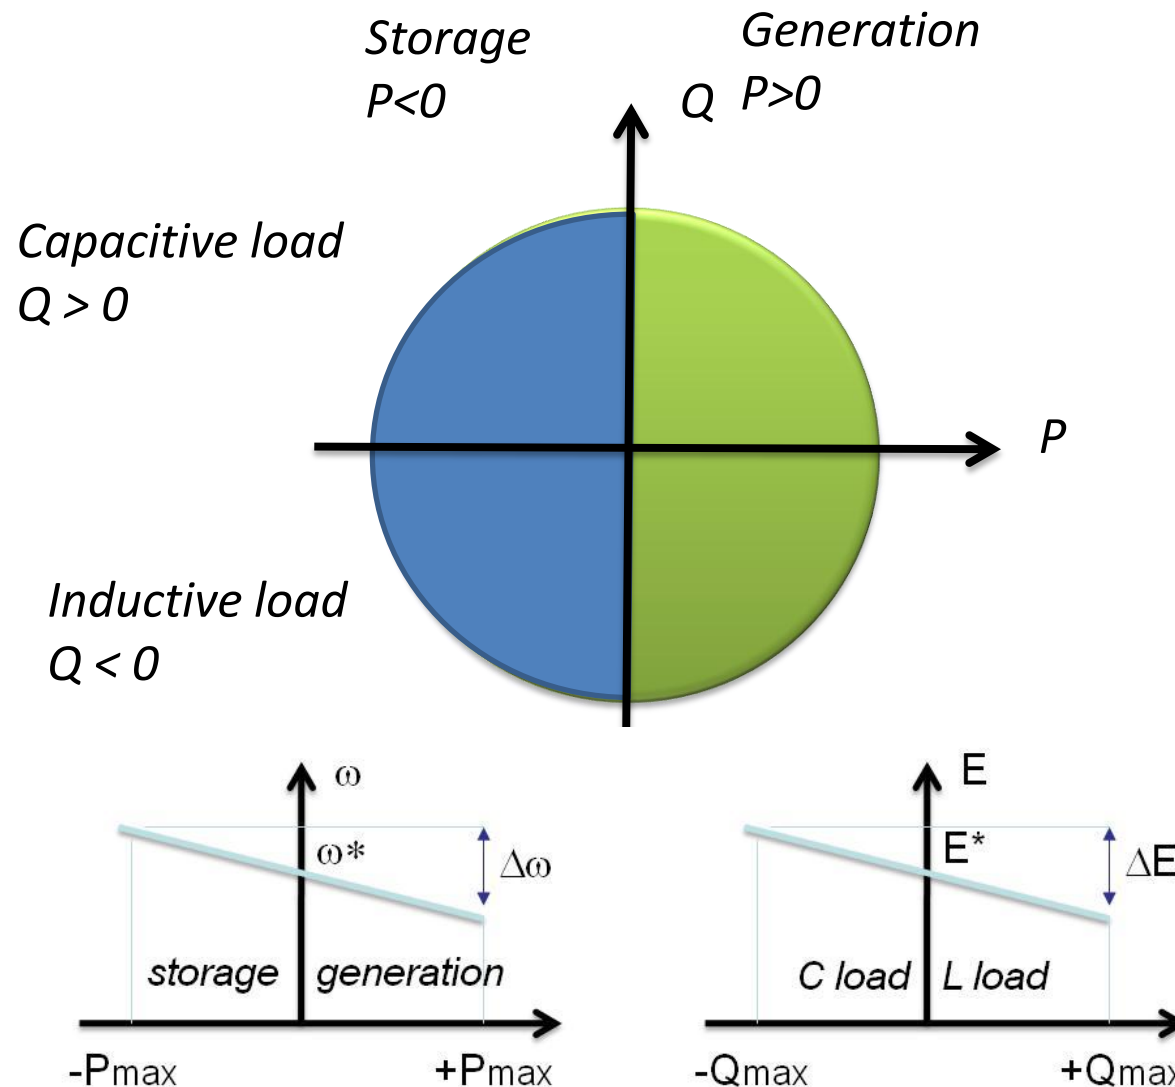 Storage
P<0
Generation
P>0
Q
Capacitive load
Q > 0
P
Inductive load
Q < 0
ω
ω*
Δω
storage
generation
-Pmax
+Pmax
E
E*
ΔE
C load
L load
-Qmax
+Qmax